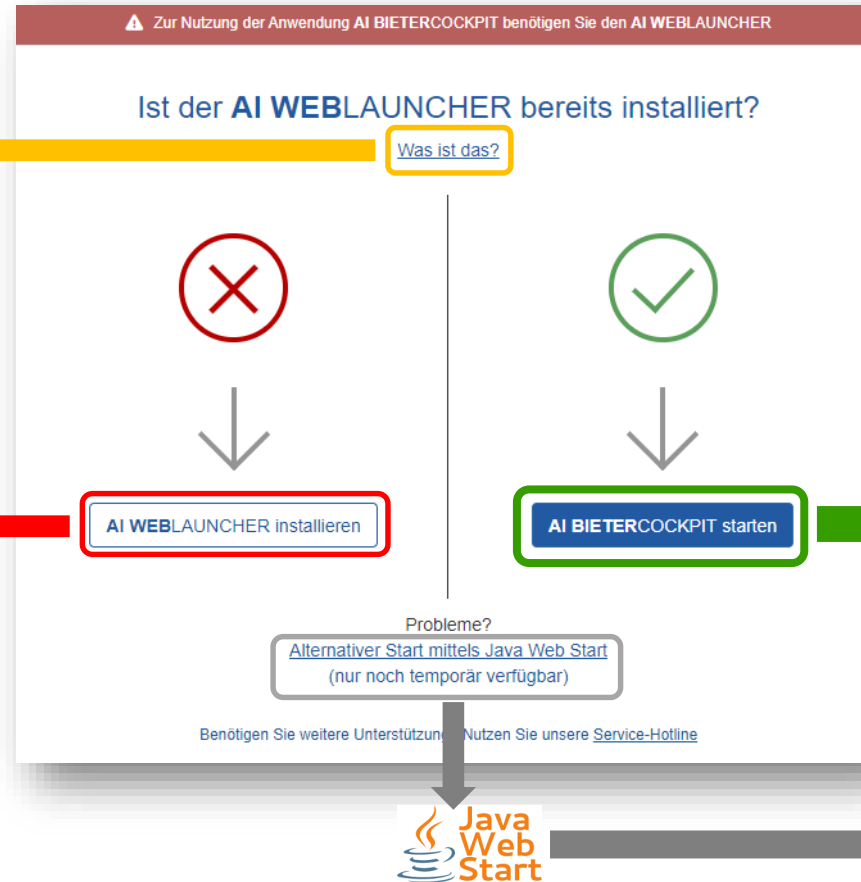 Zur Nutzung der Anwendung AI BIETERCOCKPIT benötigen Sie den AI WEBLAUNCHER
Ist der AI WEBLAUNCHER bereits installiert?
Was ist das?
AI WEBLAUNCHER installieren
AI BIETERCOCKPIT starten
Probleme?
Alternativer Start mittels Java Web Start
(nur noch temporär verfügbar)
Benötigen Sie weitere Unterstützung Nutzen Sie unsere Service-Hotline
Java
Web
Start